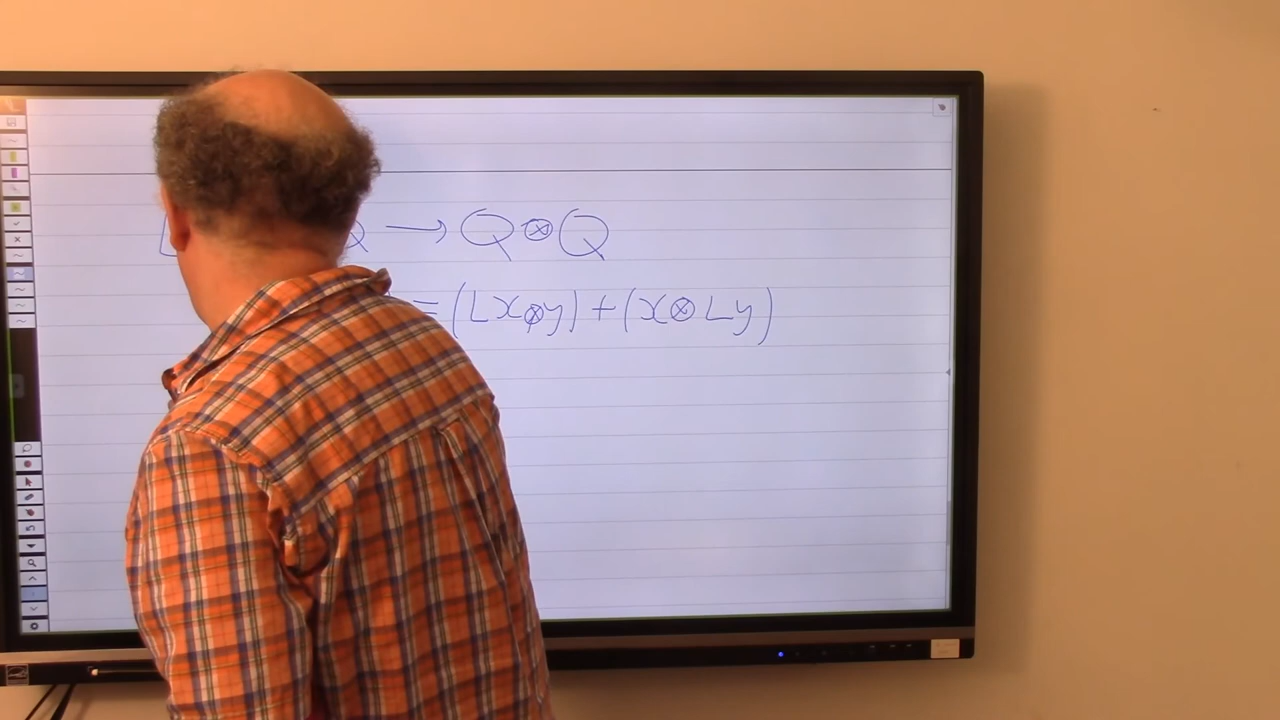 Q → Q ⊗ Q
= (Lx ⊗ y) + (x ⊗ Ly)